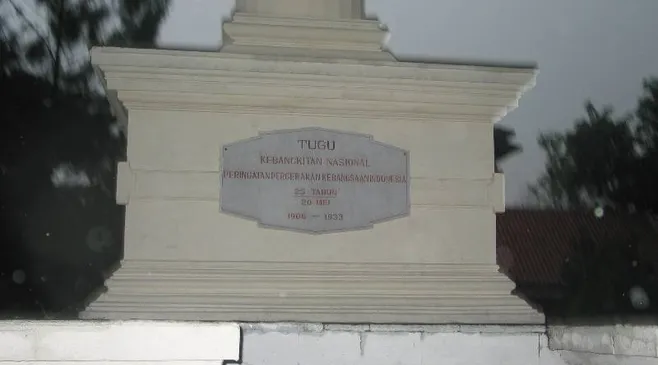 TUGU
KEBANGKITAN NASIONAL
PERINGATAN PERGERAKAN KEBANGSAAN INDONESIA
25 TAHUN
20 MEI
1908 — 1933